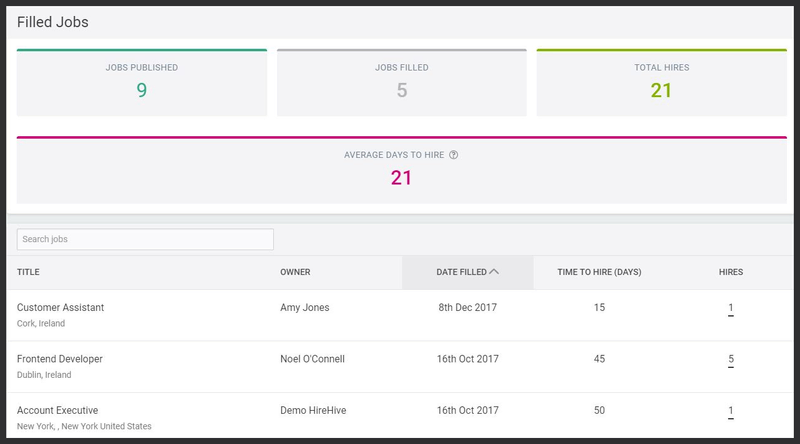 Filled Jobs
JOBS PUBLISHED
9
JOBS FILLED
5
TOTAL HIRES
21
AVERAGE DAYS TO HIRE ?
21
Search jobs
TITLE OWNER DATE FILLED TIME TO HIRE (DAYS) HIRES
Customer Assistant Amy Jones 8th Dec 2017 15 1
Cork, Ireland
Frontend Developer Noel O'Connell 16th Oct 2017 45 5
Dublin, Ireland
Account Executive Demo HireHive 16th Oct 2017 50 1
New York, , New York United States